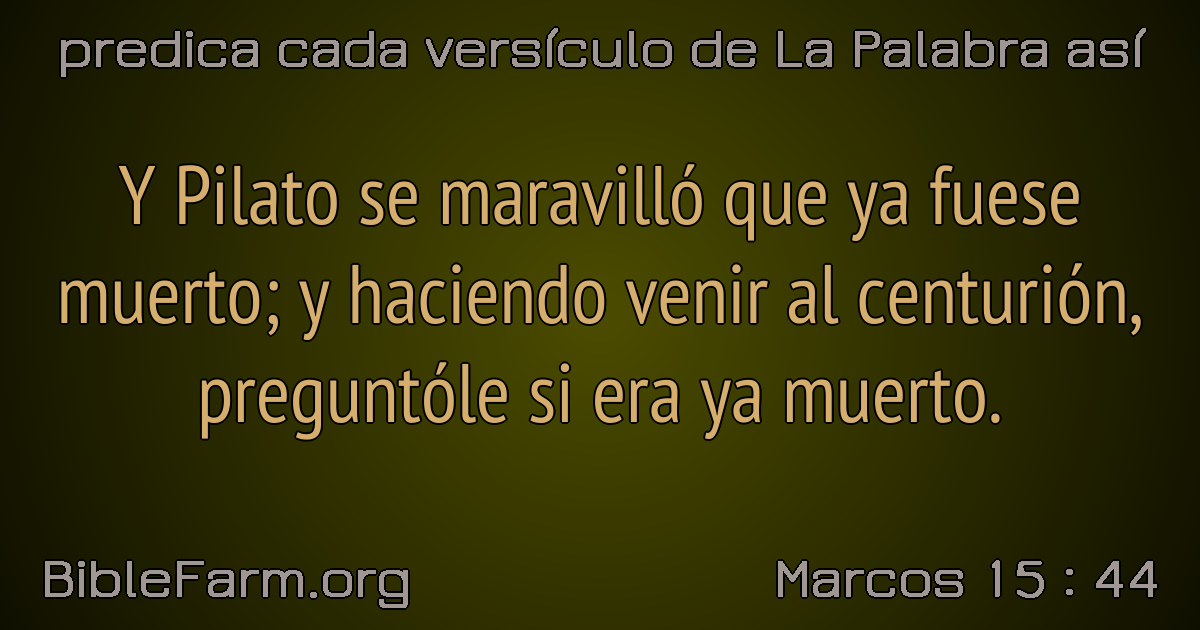 predica cada versículo de La Palabra así
Y Pilato se maravilló que ya fuese
muerto; y haciendo venir al centurión,
preguntóle si era ya muerto.
BibleFarm.org
Marcos 15 : 44